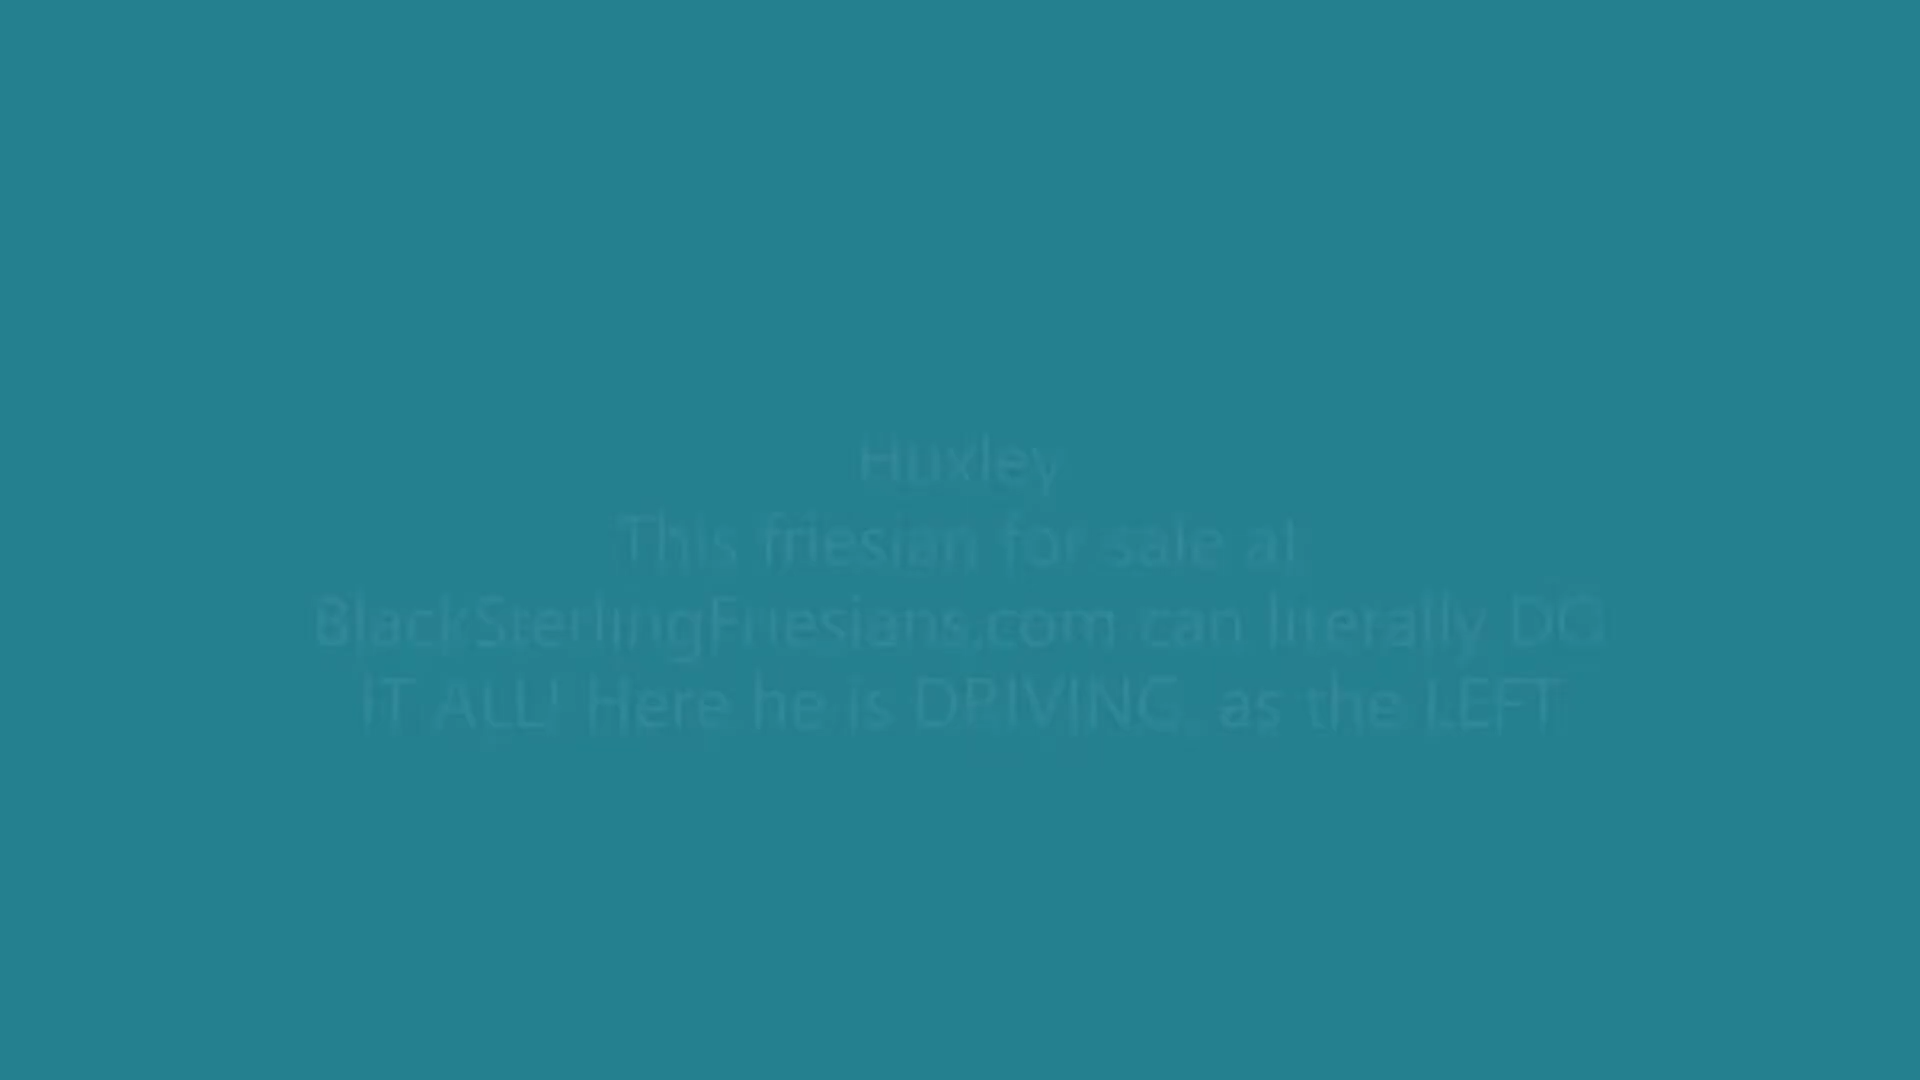 Huxley
This friesian for sale at
BlackSterlingFriesians.com can literally DO
IT ALL! Here he is DRIVING, as the LEFT